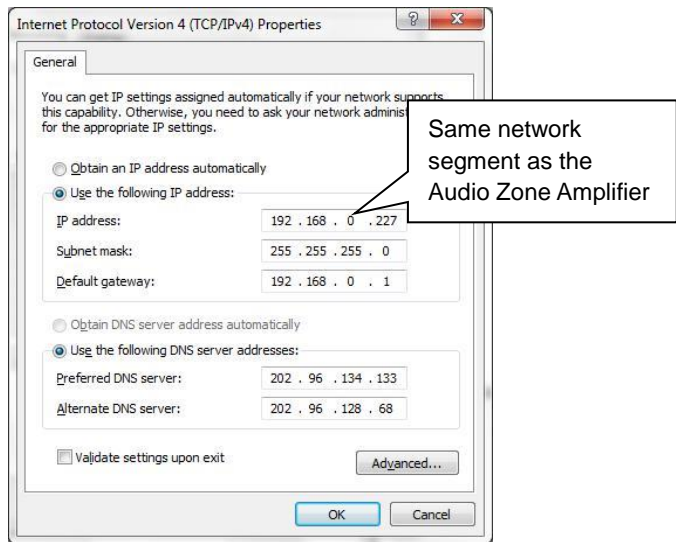 Internet Protocol Version 4 (TCP/IPv4) Properties
General
You can get IP settings assigned automatically if your network supports
this capability. Otherwise, you need to ask your network
for the appropriate IP settings.
Same network
segment as the
Audio Zone Amplifier
Obtain an IP address automatically
Use the following IP address:
IP address: 192 . 168 . 0 . 227
Subnet mask: 255 . 255 . 255 . 0
Default gateway: 192 . 168 . 0 . 1
Obtain DNS server address automatically
Use the following DNS server addresses:
Preferred DNS server: 202 . 96 . 134 . 133
Alternate DNS server: 202 . 96 . 128 . 68
Validate settings upon exit
Advanced...
OK Cancel